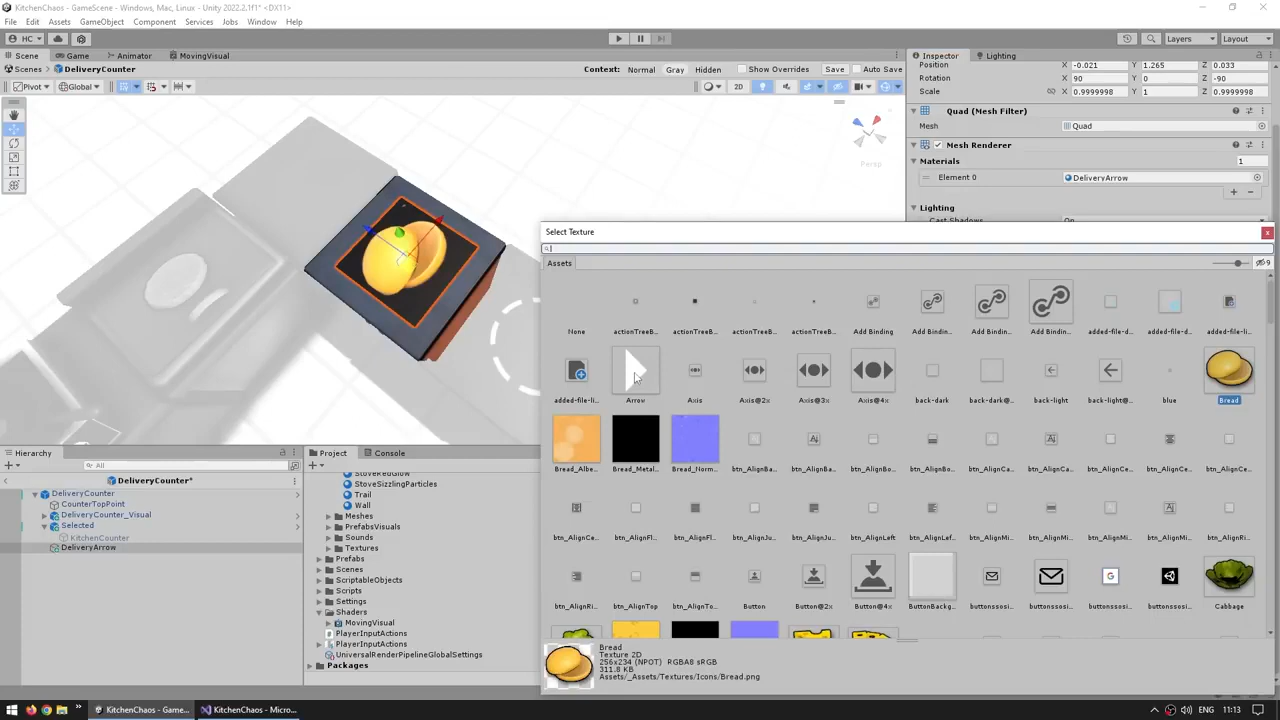 KitchenChaos - GameScene - Windows, Mac, Linux - Unity 2022.2.1f1* <DX11>
File Edit Assets GameObject Component Services Jobs Window Help
HC
Layers Layout
Scene Game Animator MovingVisual
Inspector Lighting
Scenes DeliveryCounter Context: Normal Gray Hidden Show Overrides Save Auto Save
Position X -0.021 Y 1.265 Z 0.033
Rotation X 90 Y 0 Z -90
Scale X 0.9999998 Y 1 Z 0.9999998
Pivot Global 2D
Quad (Mesh Filter)
Mesh Quad
Mesh Renderer
Materials 1
Element 0 DeliveryArrow
Lighting
Persp
Select Texture
Assets 9
None actionTreeB... actionTreeB... actionTreeB... actionTreeB... Add Binding Add Bindin... Add Bindin... Add Bindin... added-file-d... added-file-d... added-file-li...
added-file-li... Arrow Axis Axis@2x Axis@3x Axis@4x back-dark back-dark@... back-light back-light@... blue Bread
Bread_Albe... Bread_Metal... Bread_Norm... btn_AlignBa... btn_AlignBa... btn_AlignBo... btn_AlignBo... btn_AlignCa... btn_AlignCa... btn_AlignCe... btn_AlignCe... btn_AlignCe...
btn_AlignCe... btn_AlignFl... btn_AlignFl... btn_AlignJu... btn_AlignJu... btn_AlignLeft btn_AlignLef... btn_AlignMi... btn_AlignMi... btn_AlignMi... btn_AlignMi... btn_AlignRi...
btn_AlignRi... btn_AlignTop btn_AlignTo... Button Button@2x Button@4x ButtonBackg... buttonssosi... buttonssosi... buttonssosi... buttonssosi... Cabbage
Bread
Texture 2D
256x234 (NPOT) RGBA8 sRGB
311.8 KB
Assets/_Assets/Textures/Icons/Bread.png
Hierarchy
All
DeliveryCounter*
DeliveryCounter
CounterTopPoint
DeliveryCounter_Visual
Selected
KitchenCounter
DeliveryArrow
Project Console
StoveRedGlow
StoveSizzlingParticles
Trail
Wall
Meshes
PrefabsVisuals
Sounds
Textures
Prefabs
Scenes
ScriptableObjects
Scripts
Settings
Shaders
MovingVisual
PlayerInputActions
PlayerInputActions
UniversalRenderPipelineGlobalSettings
Packages
KitchenChaos - Game... KitchenChaos - Micro...
ENG 11:13